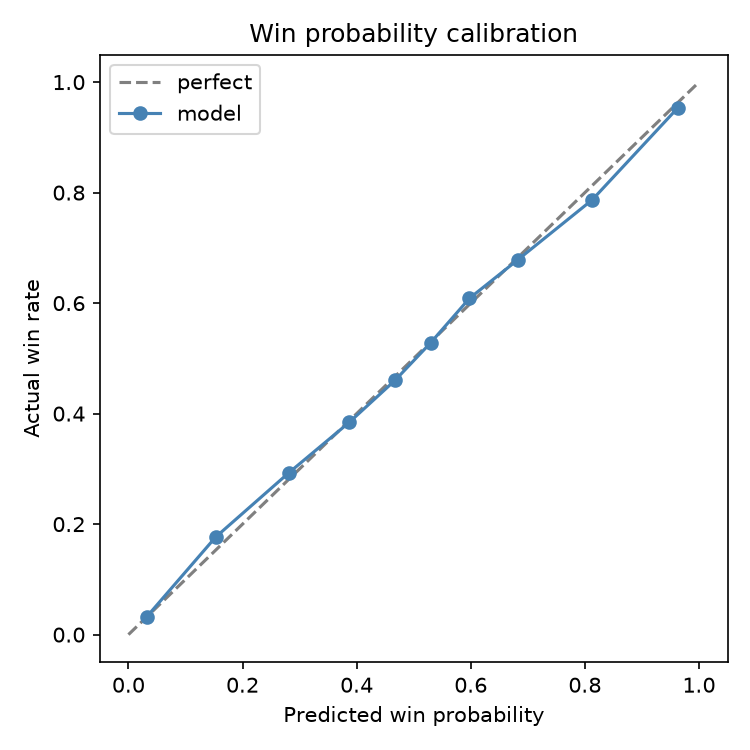 Win probability calibration
perfect
model
1.0
0.8
0.6
0.4
0.2
0.0
Actual win rate
0.0 0.2 0.4 0.6 0.8 1.0
Predicted win probability